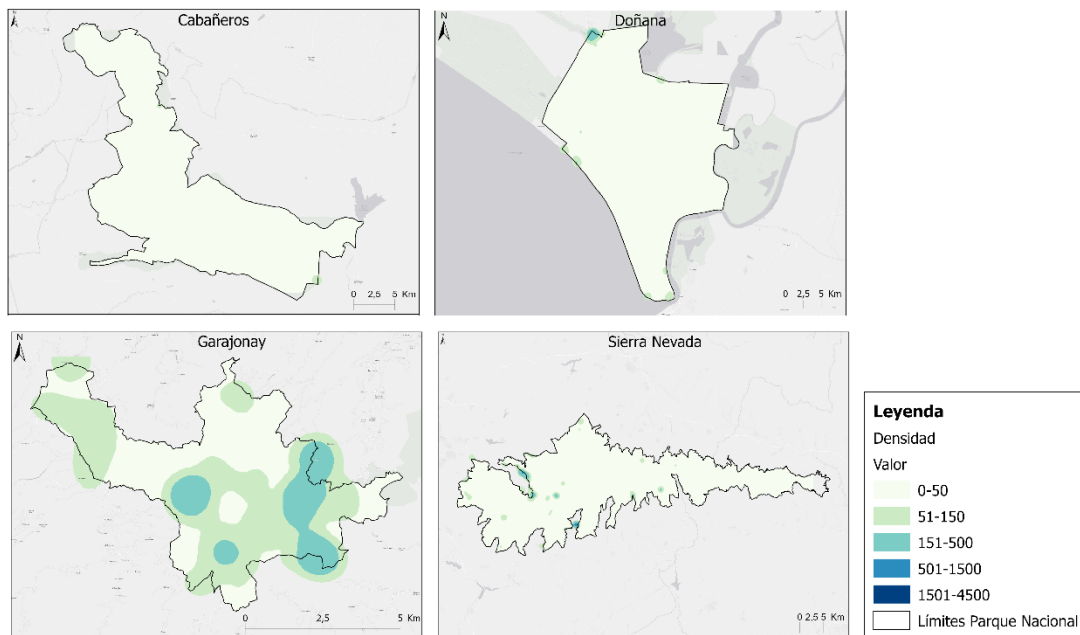 Cabañeros
N
0 2,5 5 Km
Doñana
N
0 2,5 5 Km
Garajonay
N
0 2,5 5 Km
Sierra Nevada
N
0 2,5 5 Km
Leyenda
Densidad
Valor
0-50
51-150
151-500
501-1500
1501-4500
Límites Parque Nacional